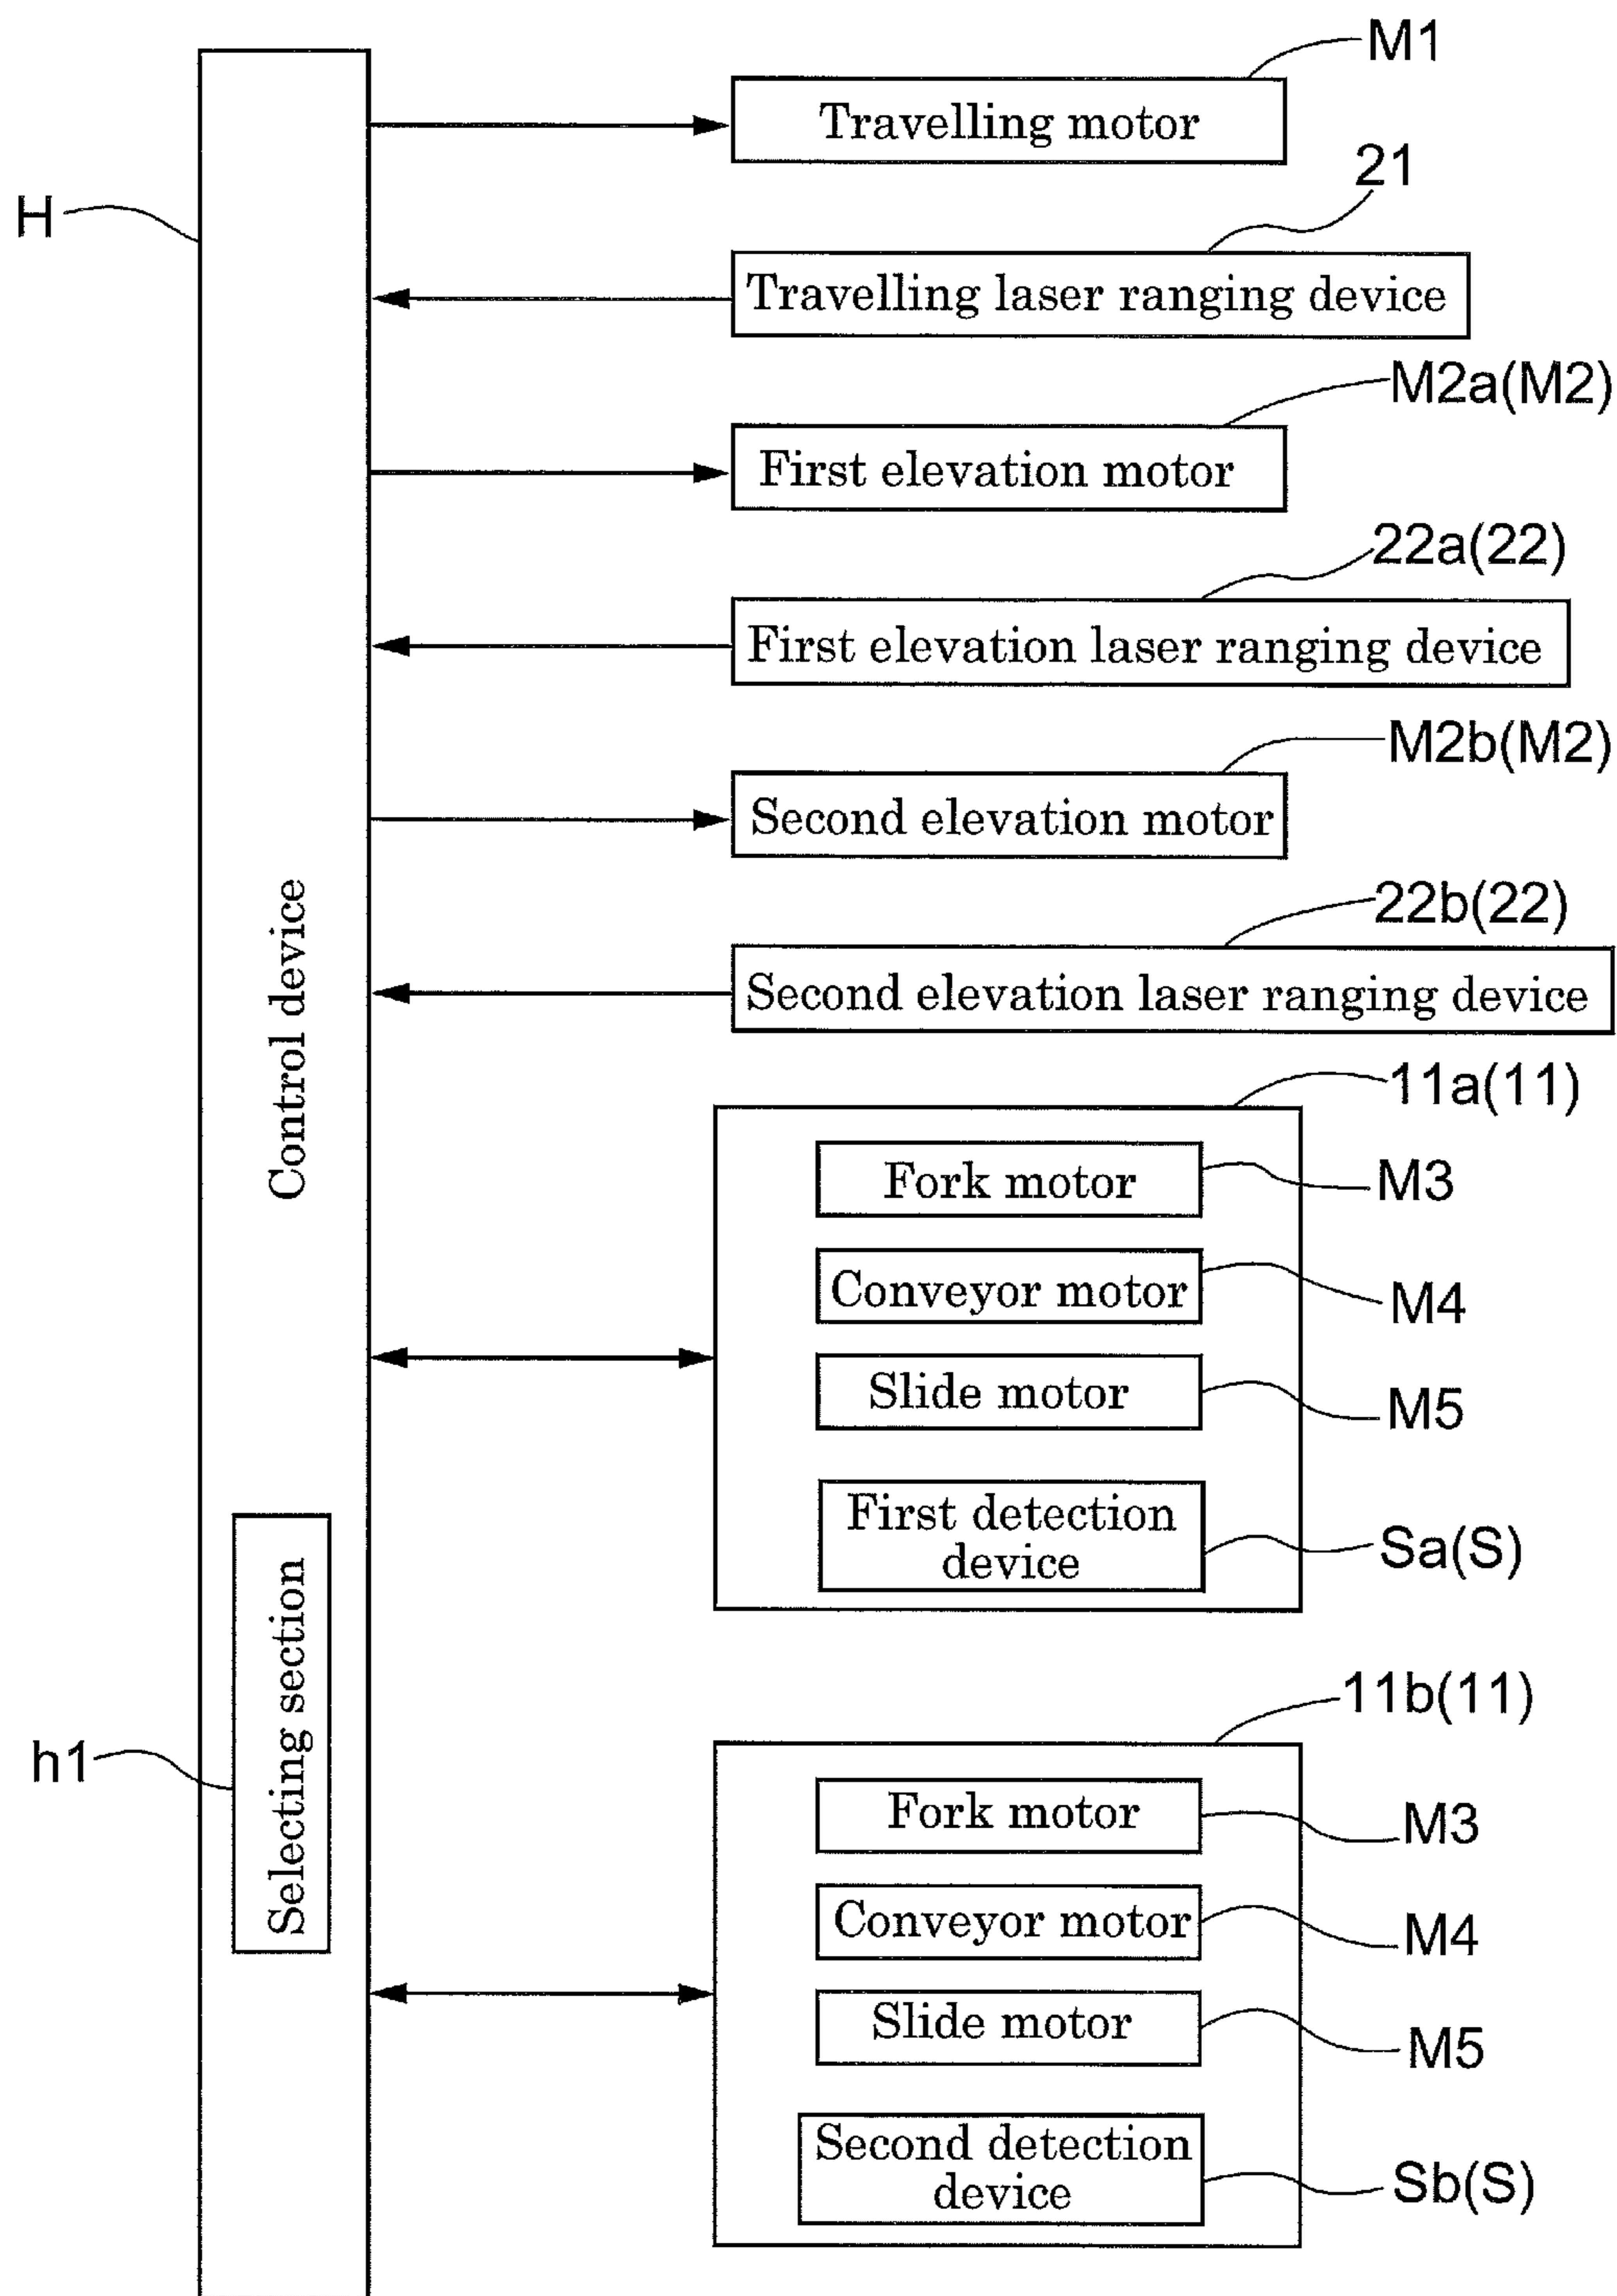 M1
Travelling motor
21
H
Travelling laser ranging device
M2a(M2)
First elevation motor
22a(22)
First elevation laser ranging device
M2b(M2)
Second elevation motor
22b(22)
Second elevation laser ranging device
Control device
11a(11)
Fork motor
M3
Conveyor motor
M4
Slide motor
M5
First detection
device
Sa(S)
Selecting section
h1
11b(11)
Fork motor
M3
Conveyor motor
M4
Slide motor
M5
Second detection
device
Sb(S)